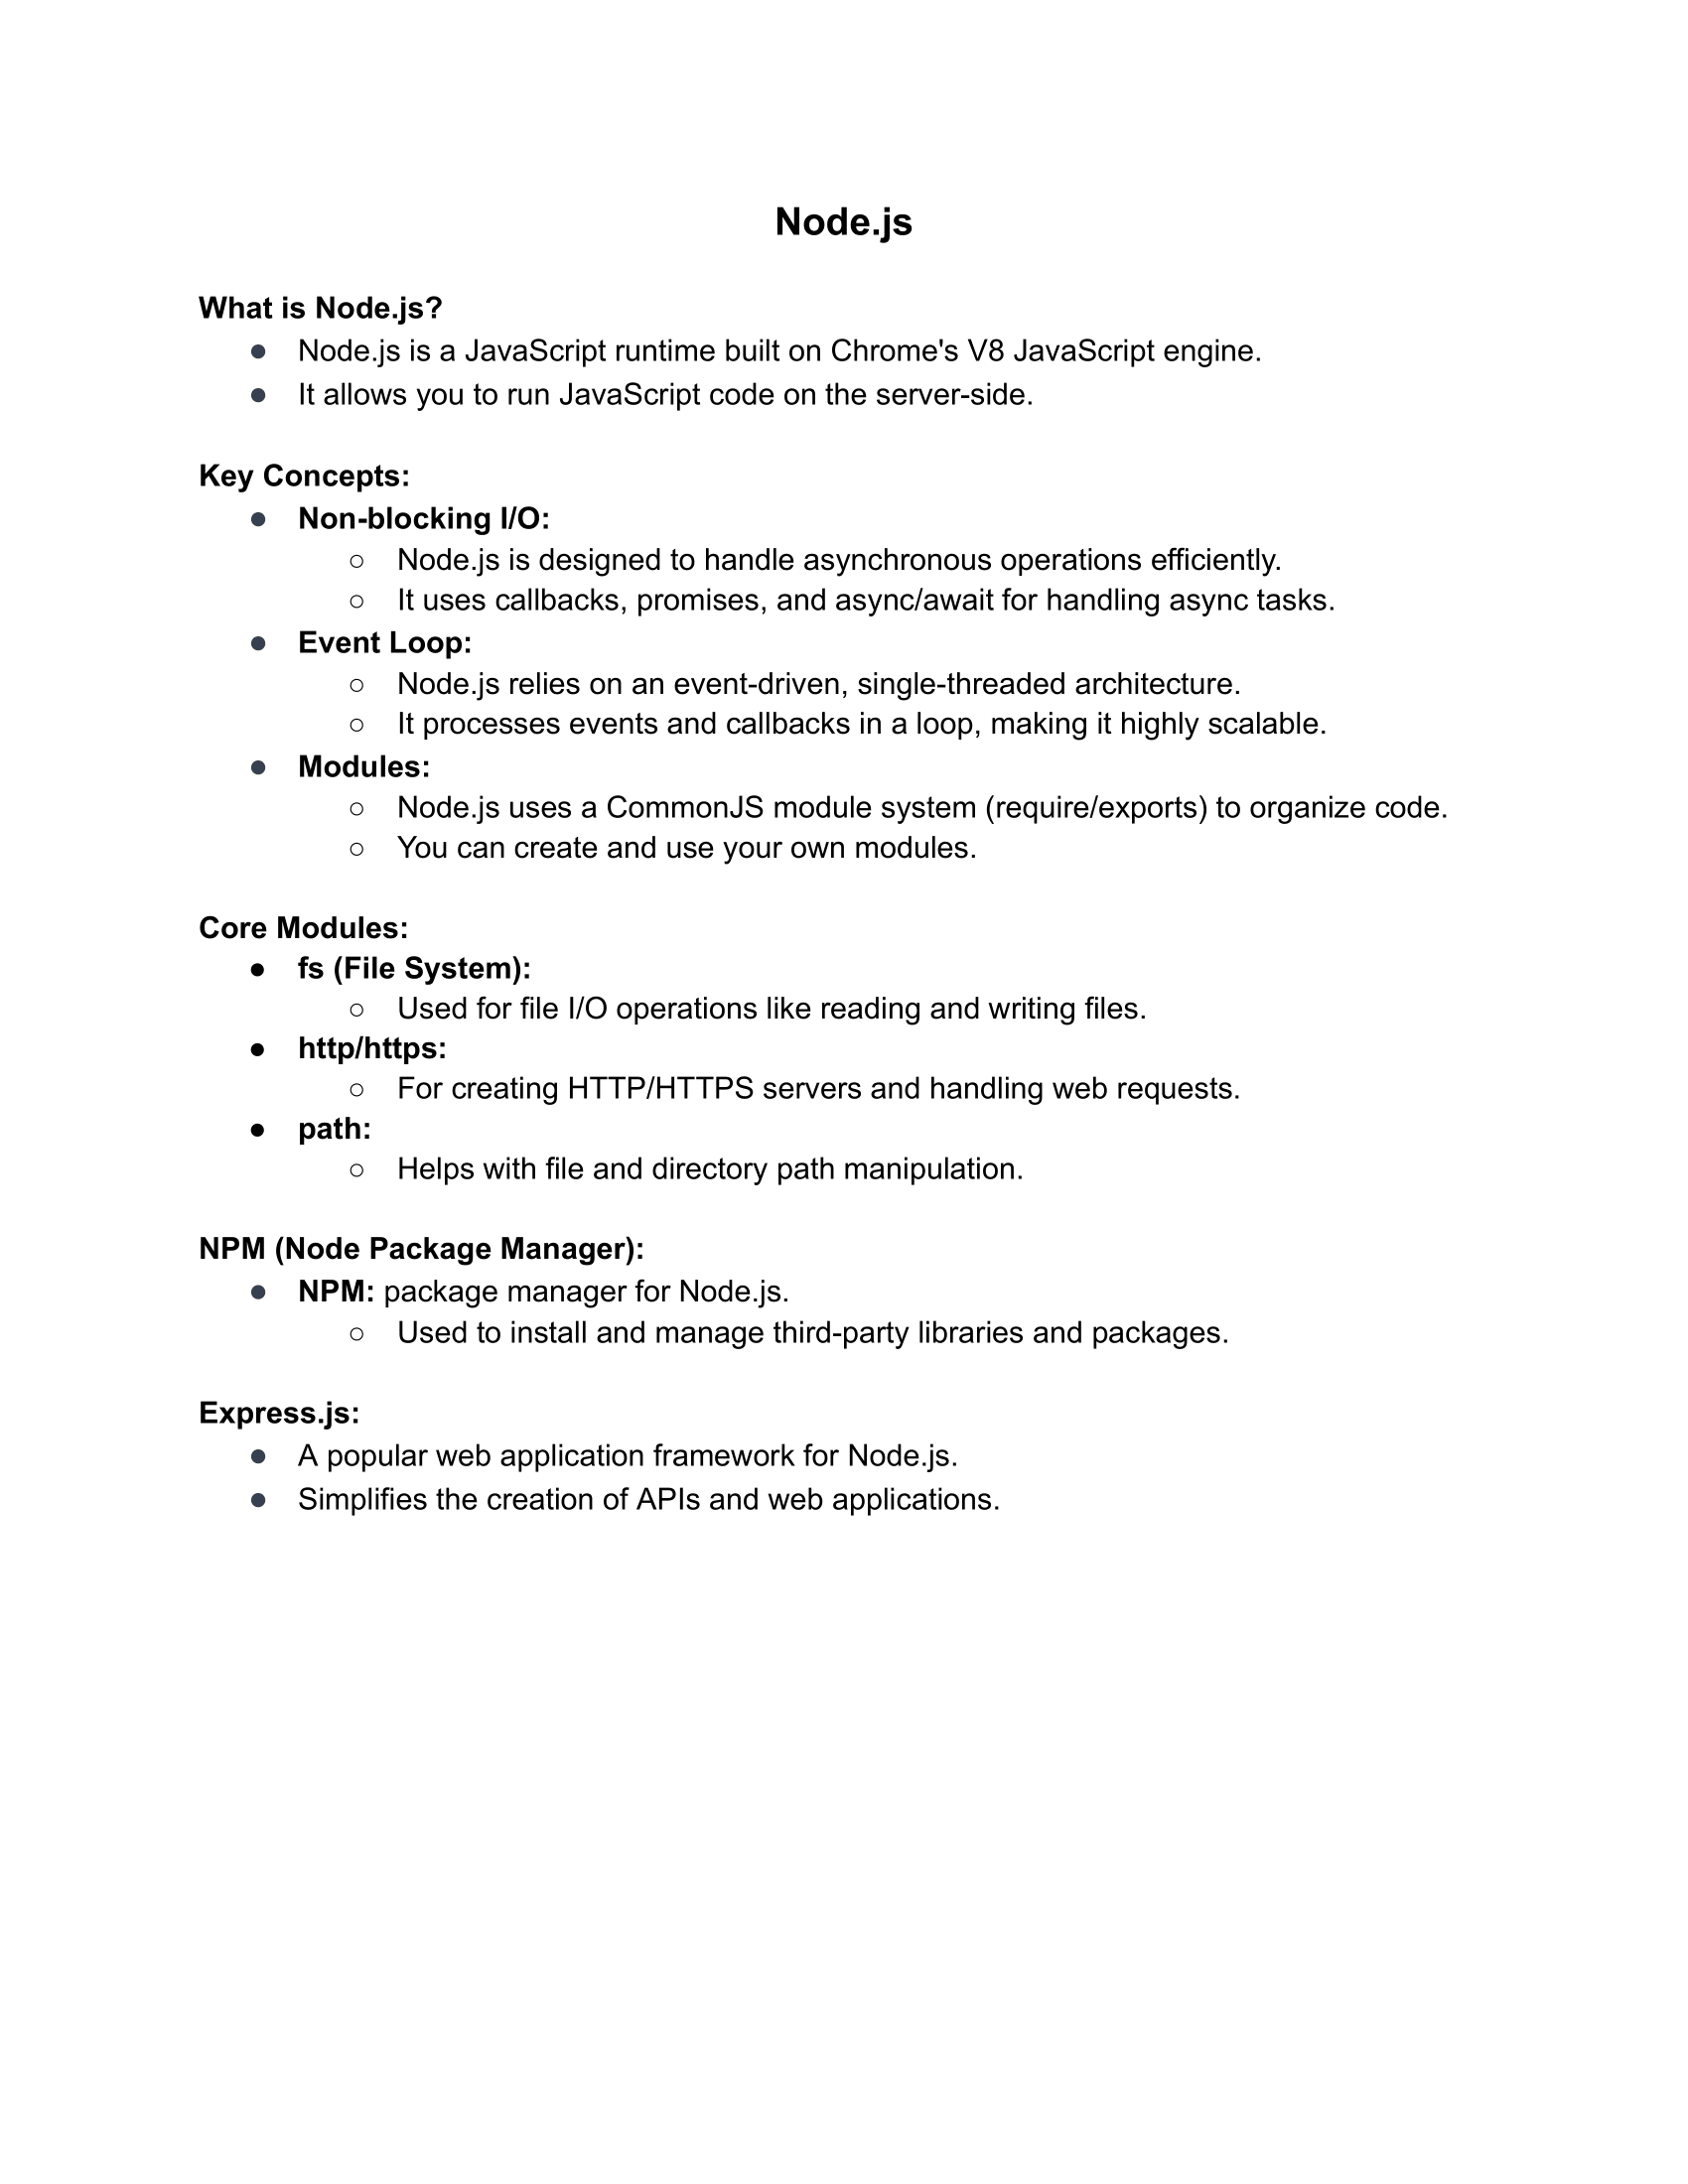 Node.js
What is Node.js?
● Node.js is a JavaScript runtime built on Chrome's V8 JavaScript engine.
● It allows you to run JavaScript code on the server-side.
Key Concepts:
● Non-blocking I/O:
○ Node.js is designed to handle asynchronous operations efficiently.
○ It uses callbacks, promises, and async/await for handling async tasks.
● Event Loop:
○ Node.js relies on an event-driven, single-threaded architecture.
○ It processes events and callbacks in a loop, making it highly scalable.
● Modules:
○ Node.js uses a CommonJS module system (require/exports) to organize code.
○ You can create and use your own modules.
Core Modules:
● fs (File System):
○ Used for file I/O operations like reading and writing files.
● http/https:
○ For creating HTTP/HTTPS servers and handling web requests.
● path:
○ Helps with file and directory path manipulation.
NPM (Node Package Manager):
● NPM: package manager for Node.js.
○ Used to install and manage third-party libraries and packages.
Express.js:
● A popular web application framework for Node.js.
● Simplifies the creation of APIs and web applications.